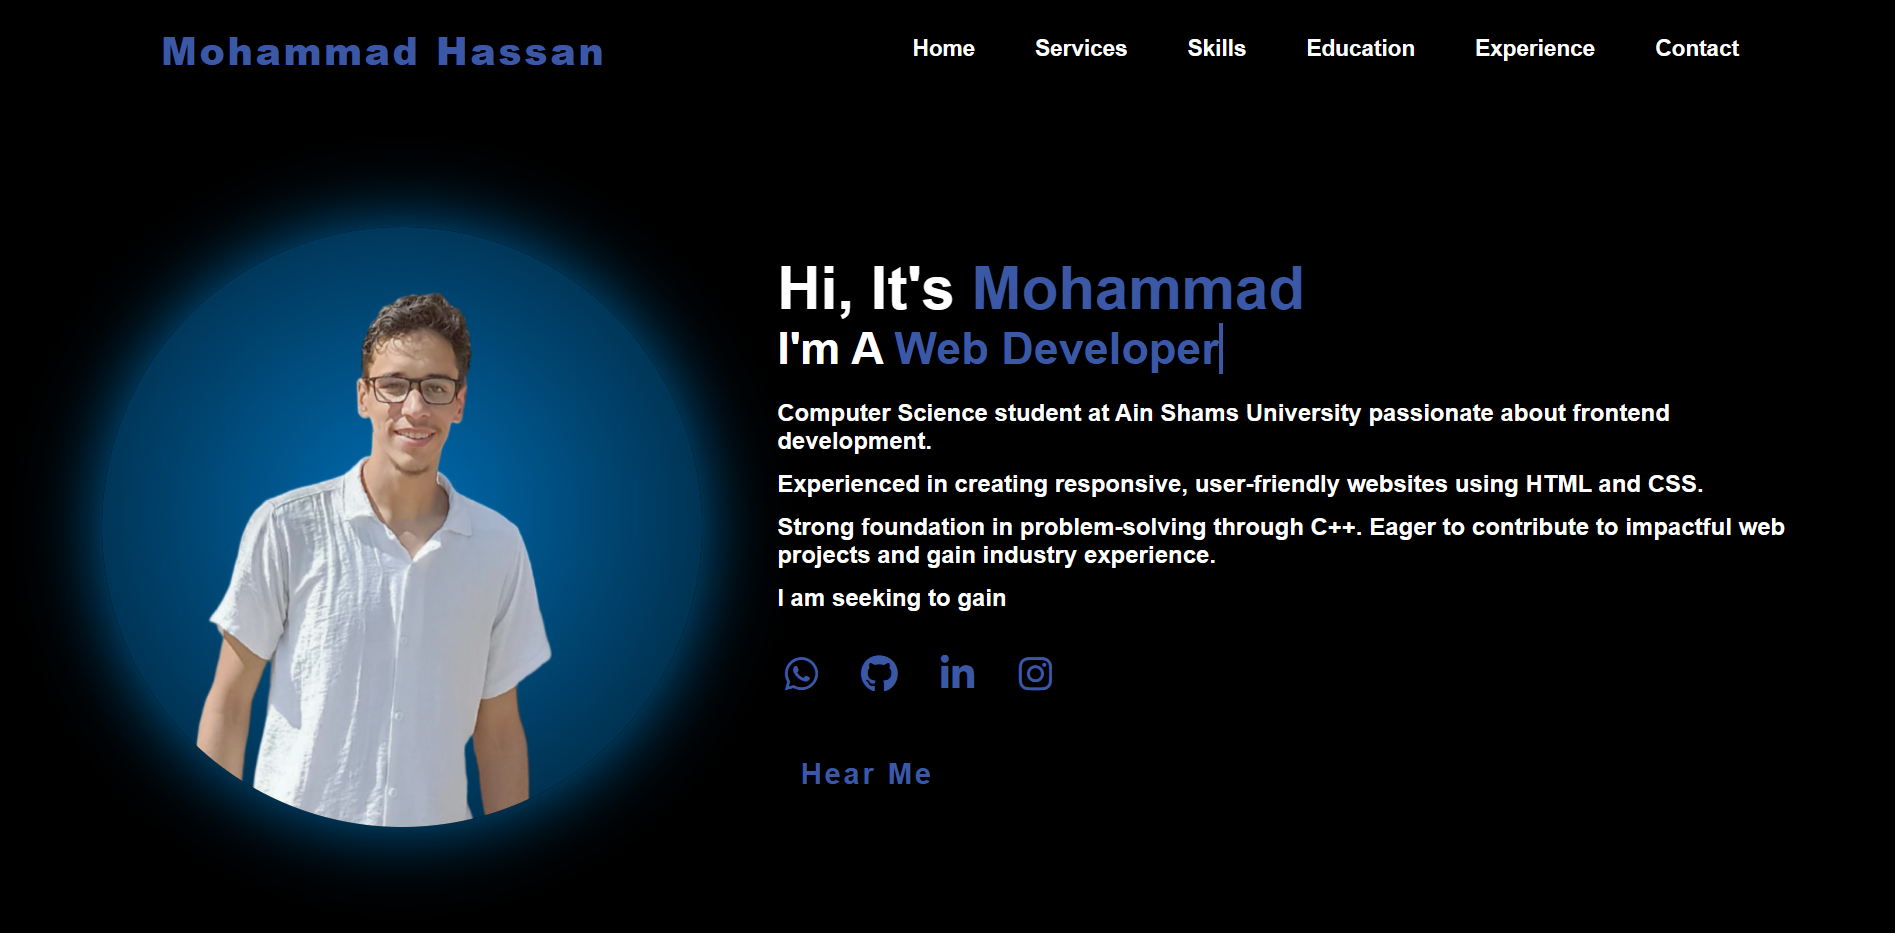 Mohammad Hassan
Home Services Skills Education Experience Contact
Hi, It's Mohammad
I'm A Web Developer
Computer Science student at Ain Shams University passionate about frontend
development.
Experienced in creating responsive, user-friendly websites using HTML and CSS.
Strong foundation in problem-solving through C++. Eager to contribute to impactful web
projects and gain industry experience.
I am seeking to gain
in
Hear Me